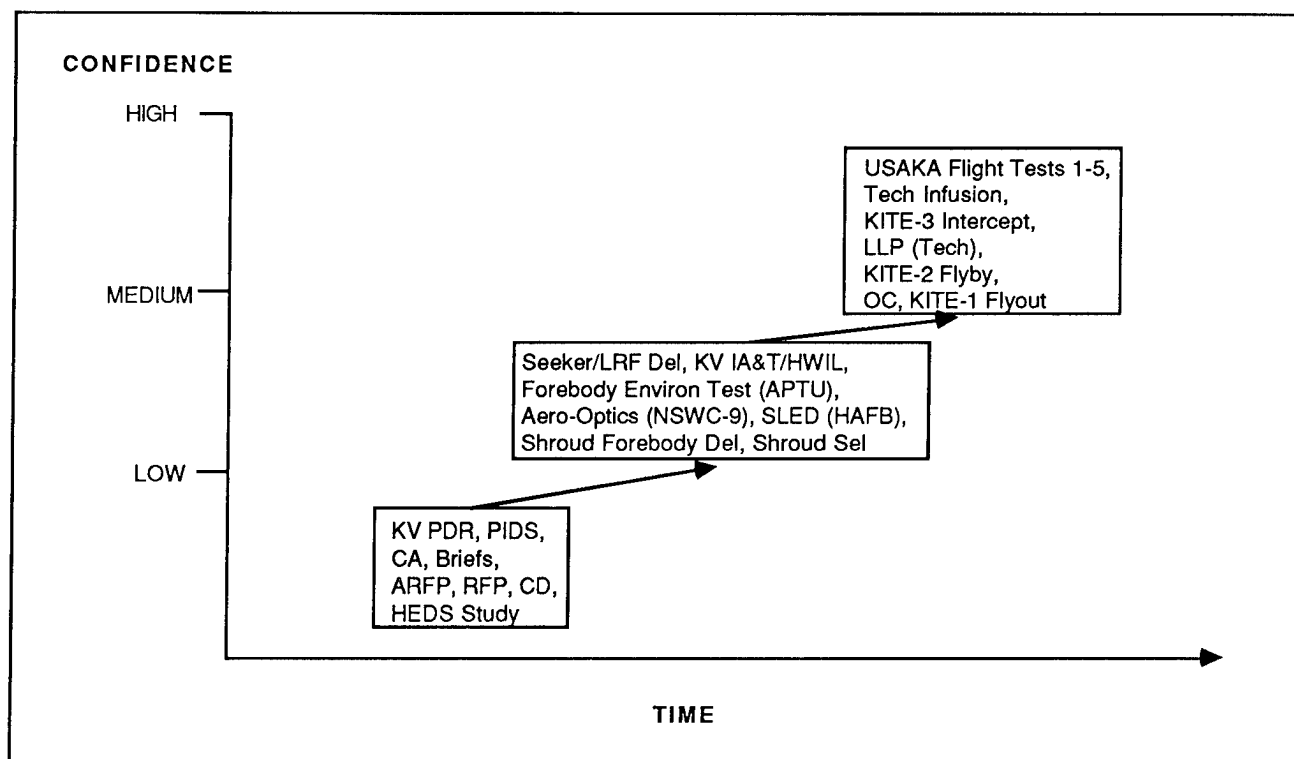 CONFIDENCE
HIGH
USAKA Flight Tests 1-5,
Tech Infusion,
KITE-3 Intercept,
LLP (Tech),
KITE-2 Flyby,
OC, KITE-1 Flyout
MEDIUM
Seeker/LRF Del, KV IA&T/HWIL,
Forebody Environ Test (APTU),
Aero-Optics (NSWC-9), SLED (HAFB),
Shroud Forebody Del, Shroud Sel
LOW
KV PDR, PIDS,
CA, Briefs,
ARFP, RFP, CD,
HEDS Study
TIME